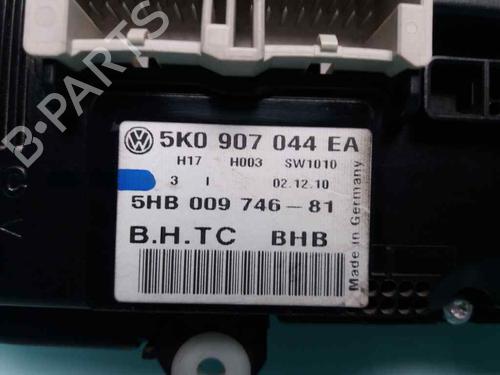 5K0 907 044 EA
H17 H003 SW1010
3 I 02.12.10
5HB 009 746-81
B.H.TC BHB
Made in Germany
B-PARTS